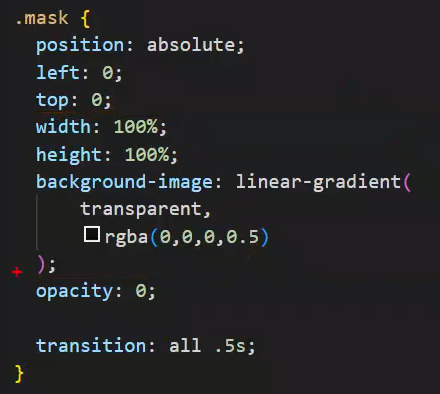 .mask {
position: absolute;
left: 0;
top: 0;
width: 100%;
height: 100%;
background-image: linear-gradient(
transparent,
rgba(0,0,0,0.5)
);
opacity: 0;
transition: all .5s;
}